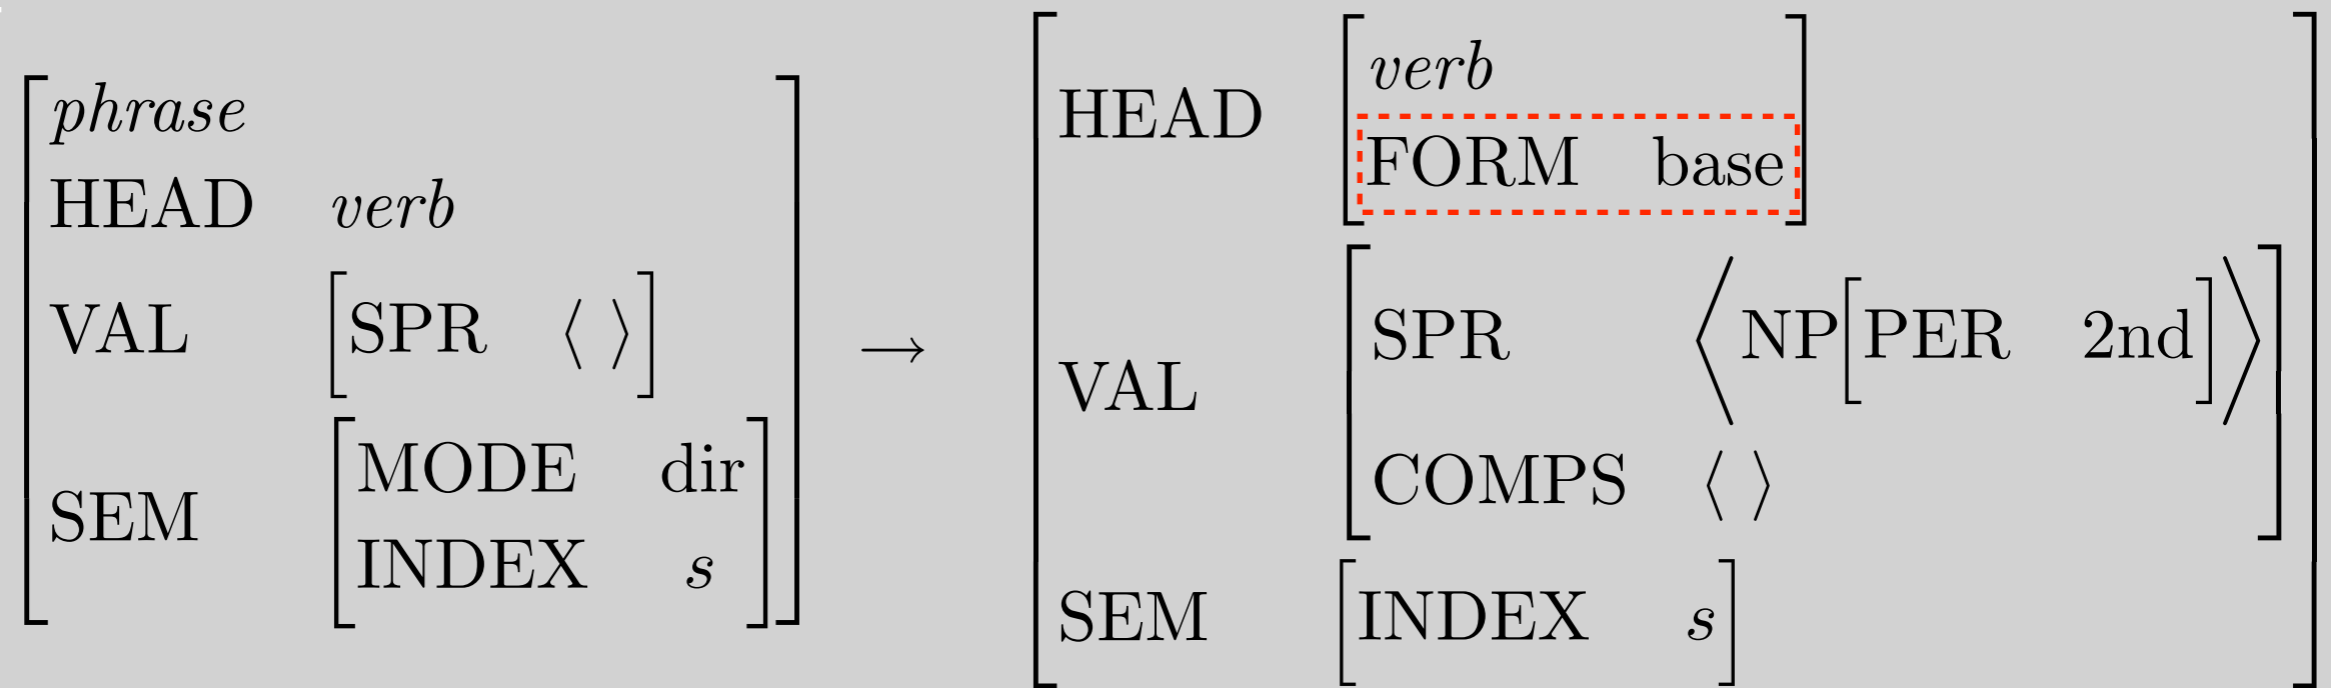 phrase
HEAD verb
VAL [SPR ⟨ ⟩]
SEM [MODE dir
INDEX s]
→
HEAD [verb
FORM base]
VAL [SPR ⟨NP[PER 2nd]⟩
COMPS ⟨ ⟩]
SEM [INDEX s]